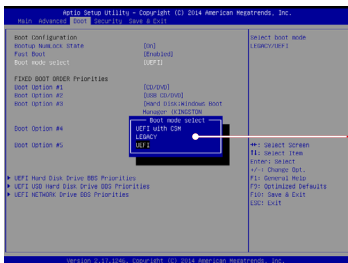 Aptio Setup Utility - Copyright (C) 2014 American Megatrends, Inc.
Main Advanced Boot Security Save & Exit
Boot Configuration
Bootup NumLock State [On]
Fast Boot [Enabled]
Boot mode select [UEFI]
FIXED BOOT ORDER Priorities
Boot Option #1 [CD/DVD]
Boot Option #2 [USB CD/DVD]
Boot Option #3 [Hard Disk:Windows Boot
Manager (KINGSTON
Boot Option #4
Boot Option #5
Boot mode select
UEFI with CSM
LEGACY
UEFI
UEFI Hard Disk Drive BBS Priorities
UEFI USB Hard Disk Drive BBS Priorities
UEFI NETWORK Drive BBS Priorities
Select boot mode
LEGACY/UEFI
→←: Select Screen
↑↓: Select Item
Enter: Select
+/-: Change Opt.
F1: General Help
F9: Optimized Defaults
F10: Save & Exit
ESC: Exit
Version 2.17.1246. Copyright (C) 2014 American Megatrends, Inc.